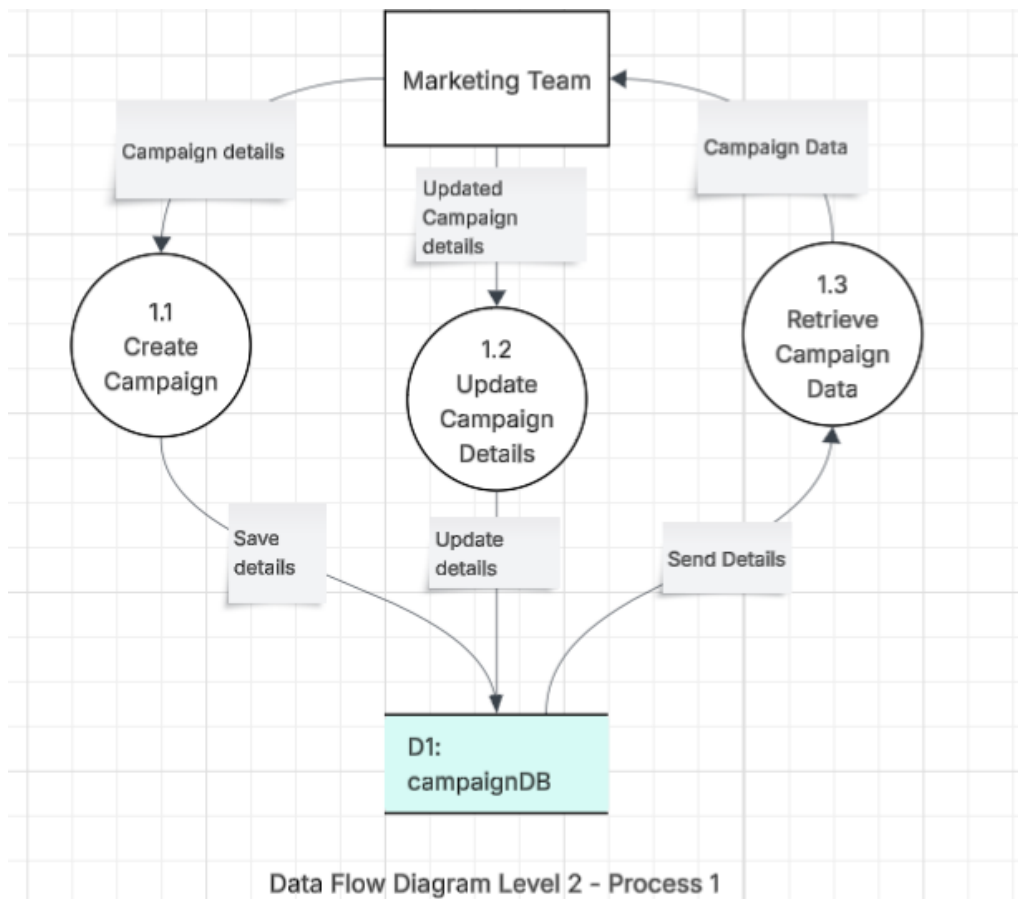 Marketing Team
Campaign details
Campaign Data
Updated
Campaign
details
1.1
Create
Campaign
1.2
Update
Campaign
Details
1.3
Retrieve
Campaign
Data
Save
details
Update
details
Send Details
D1:
campaignDB
Data Flow Diagram Level 2 - Process 1